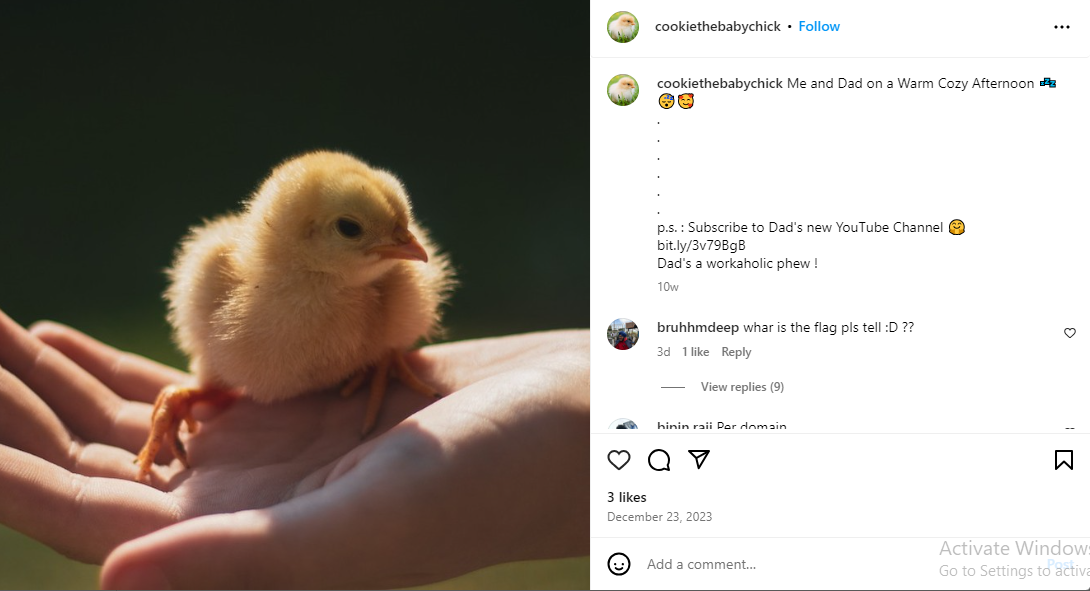 cookiethebabychick • Follow
cookiethebabychick Me and Dad on a Warm Cozy Afternoon 💤
😴🥰
.
.
.
.
.
.
p.s. : Subscribe to Dad's new YouTube Channel 🤗
bit.ly/3v79BgB
Dad's a workaholic phew !
10w
bruhhmdeep whar is the flag pls tell :D ??
3d 1 like Reply
View replies (9)
bipin.raii Per domain
3 likes
December 23, 2023
Add a comment...
Post
Activate Windows
Go to Settings to activa